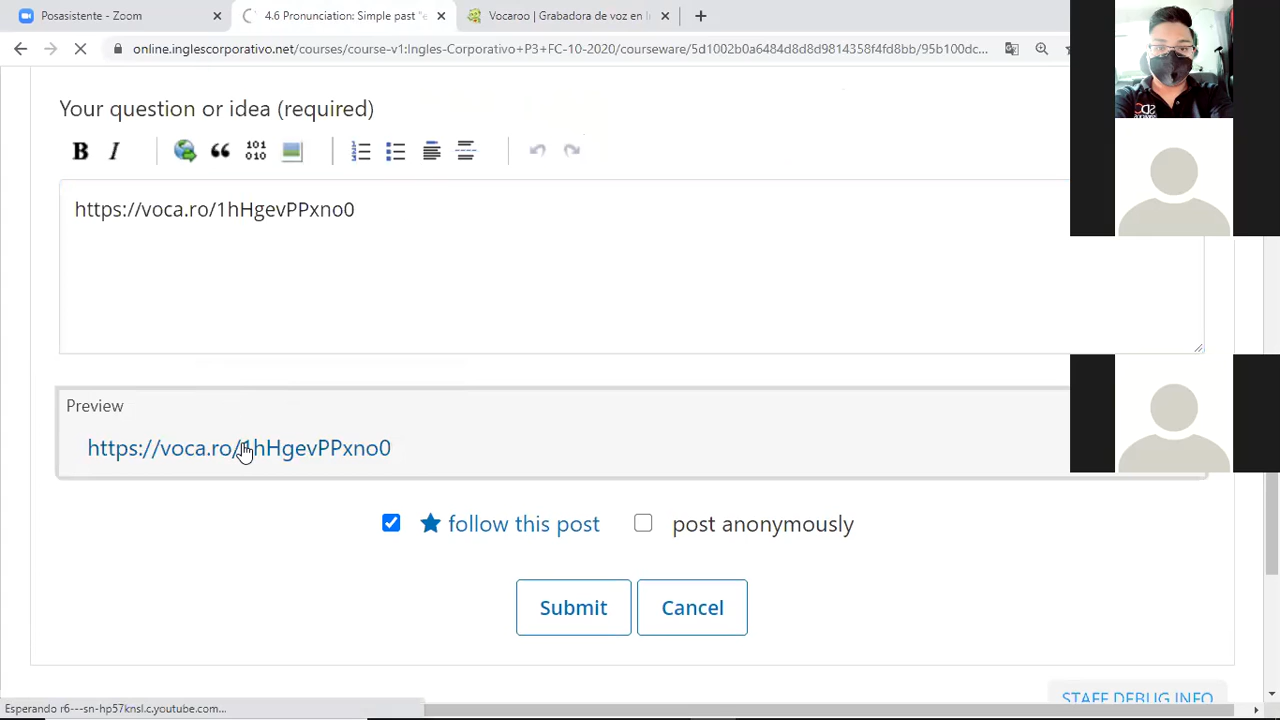 Posasistente - Zoom
4.6 Pronunciation: Simple past "e
Vocaroo | Grabadora de voz en l
online.inglescorporativo.net/courses/course-v1:Ingles-Corporativo+P3+FC-10-2020/courseware/5d1002b0a6484d8d8d9814358f4fd8bb/95b100dc...
Your question or idea (required)
B I
101
010
https://voca.ro/1hHgevPPxno0
Preview
https://voca.ro/1hHgevPPxno0
follow this post
post anonymously
Submit
Cancel
STAFF DEBUG INFO
Esperando r6---sn-hp57knsl.c.youtube.com...